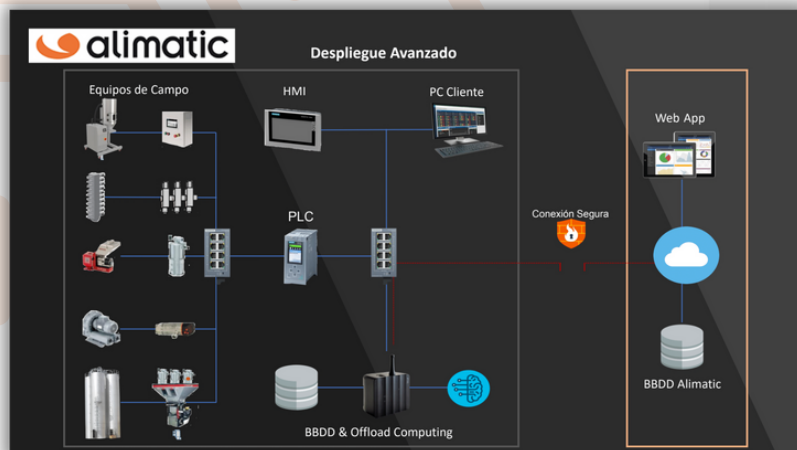 alimatic
Despliegue Avanzado
Equipos de Campo
HMI
PC Cliente
Web App
PLC
Conexión Segura
BBDD Alimatic
BBDD & Offload Computing